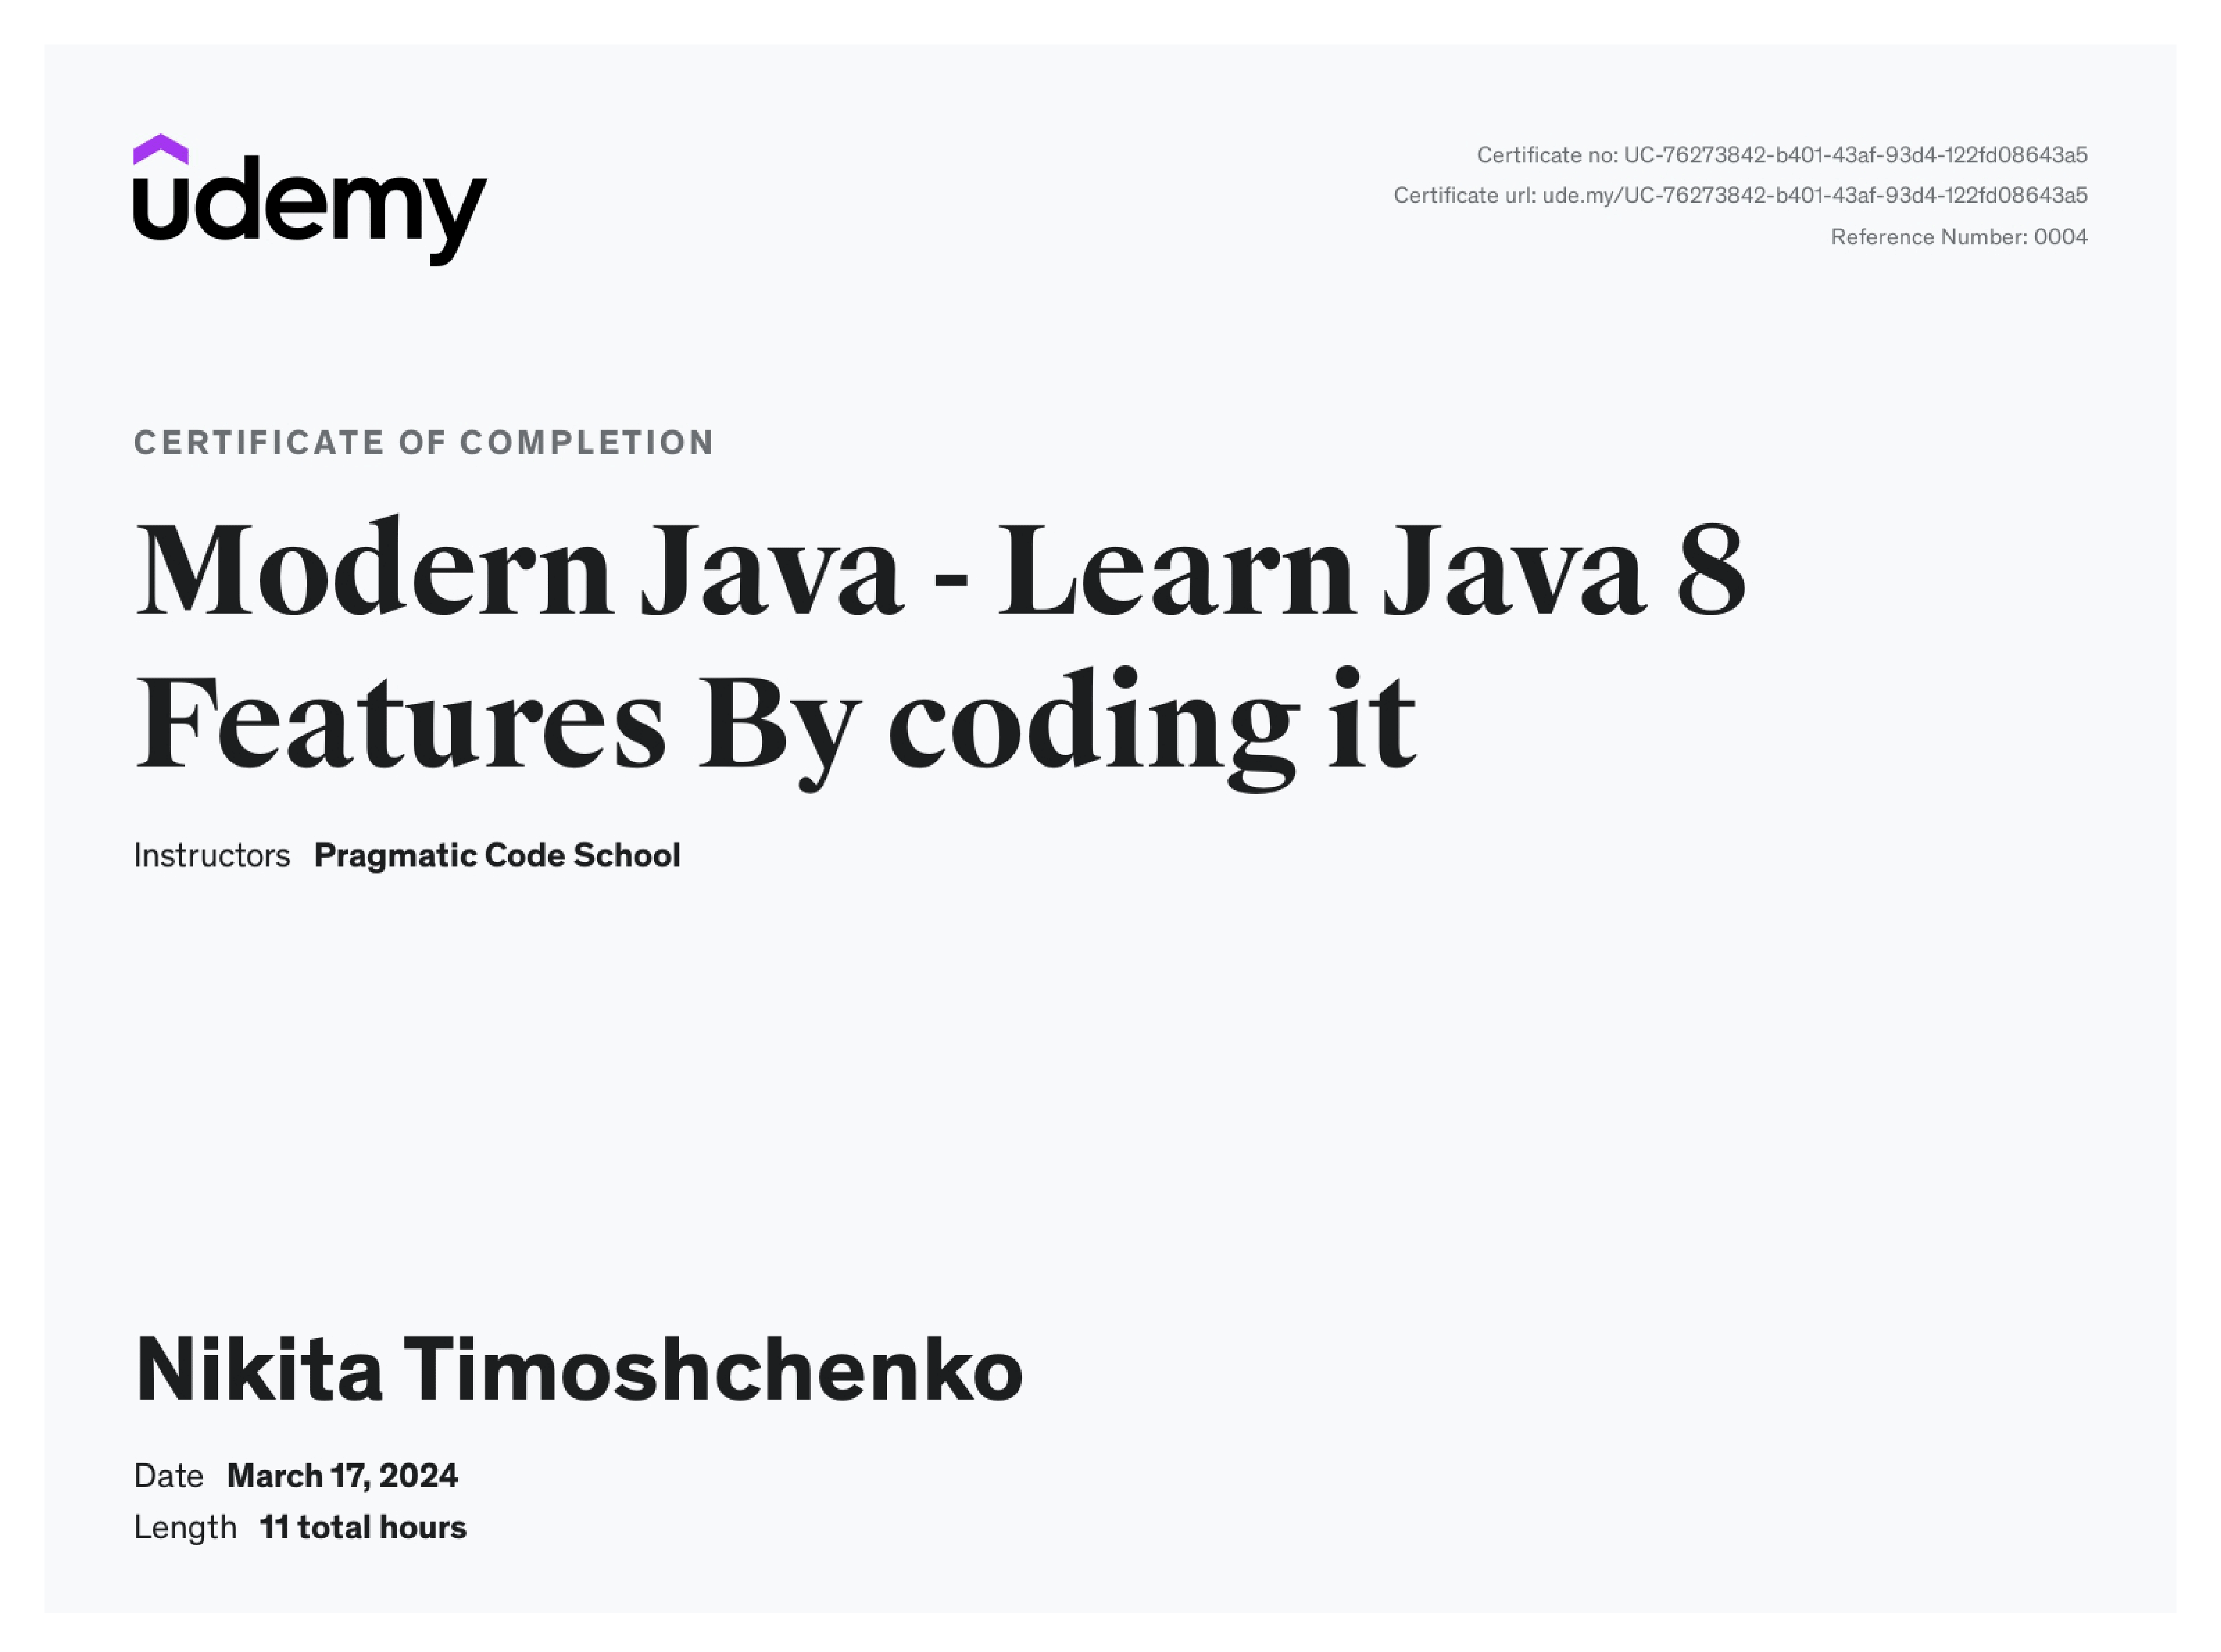 udemy
Certificate no: UC-76273842-b401-43af-93d4-122fd08643a5
Certificate url: ude.my/UC-76273842-b401-43af-93d4-122fd08643a5
Reference Number: 0004
CERTIFICATE OF COMPLETION
Modern Java - Learn Java 8
Features By coding it
Instructors Pragmatic Code School
Nikita Timoshchenko
Date March 17, 2024
Length 11 total hours